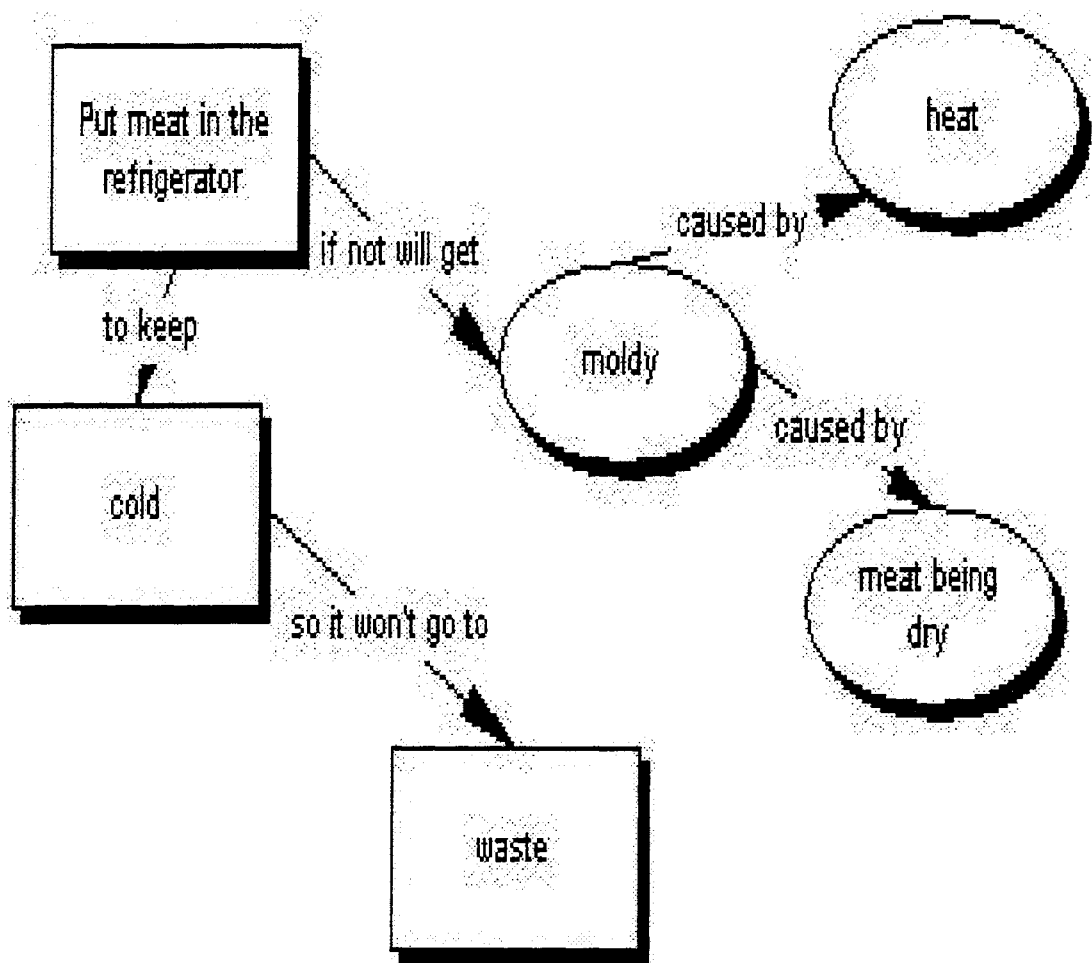 Put meat in the
refrigerator
heat
caused by
if not will get
to keep
moldy
caused by
cold
meat being
dry
so it won't go to
waste